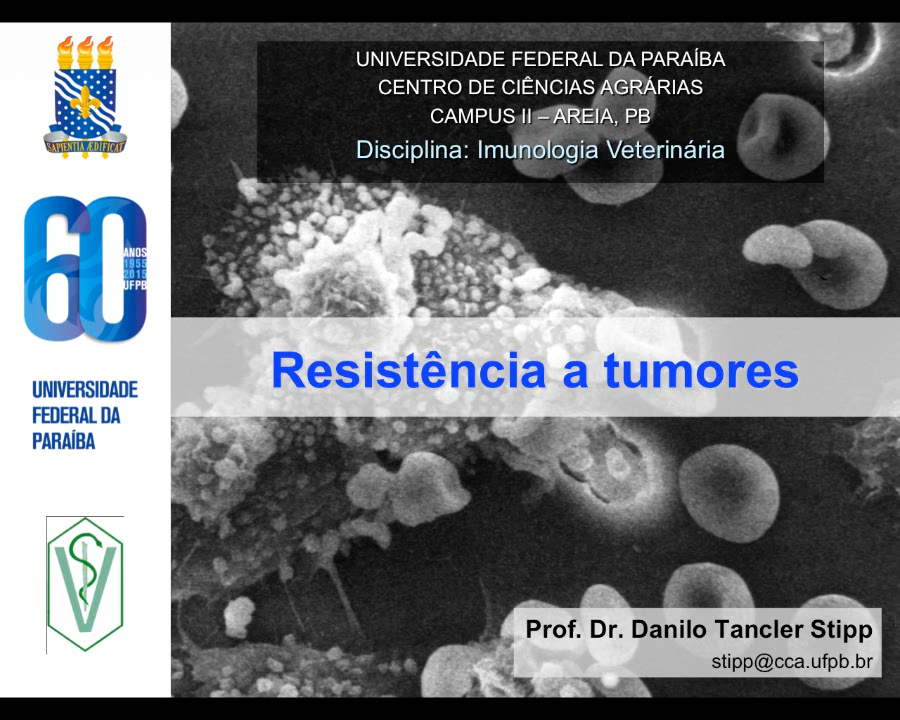 UNIVERSIDADE FEDERAL DA PARAÍBA
CENTRO DE CIÊNCIAS AGRÁRIAS
CAMPUS II – AREIA, PB
Disciplina: Imunologia Veterinária
SAPIENTIA ÆDIFICAT
60
ANOS
1955
2015
UFPB
UNIVERSIDADE
FEDERAL DA
PARAÍBA
V
Resistência a tumores
Prof. Dr. Danilo Tancler Stipp
stipp@cca.ufpb.br